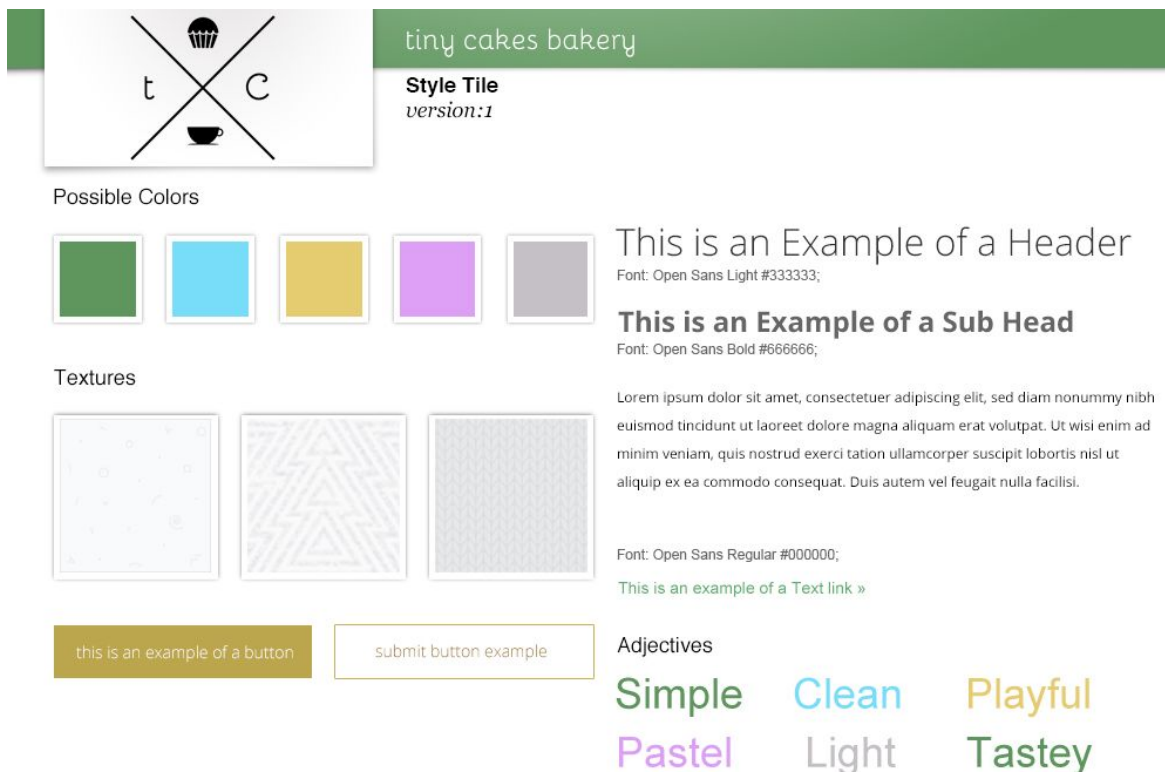 t C
tiny cakes bakery
Style Tile
version:1
Possible Colors
Textures
this is an example of a button
submit button example
This is an Example of a Header
Font: Open Sans Light #333333;
This is an Example of a Sub Head
Font: Open Sans Bold #666666;
Lorem ipsum dolor sit amet, consectetuer adipiscing elit, sed diam nonummy nibh
euismod tincidunt ut laoreet dolore magna aliquam erat volutpat. Ut wisi enim ad
minim veniam, quis nostrud exerci tation ullamcorper suscipit lobortis nisl ut
aliquip ex ea commodo consequat. Duis autem vel feugait nulla facilisi.
Font: Open Sans Regular #000000;
This is an example of a Text link »
Adjectives
Simple Clean Playful
Pastel Light Tastey